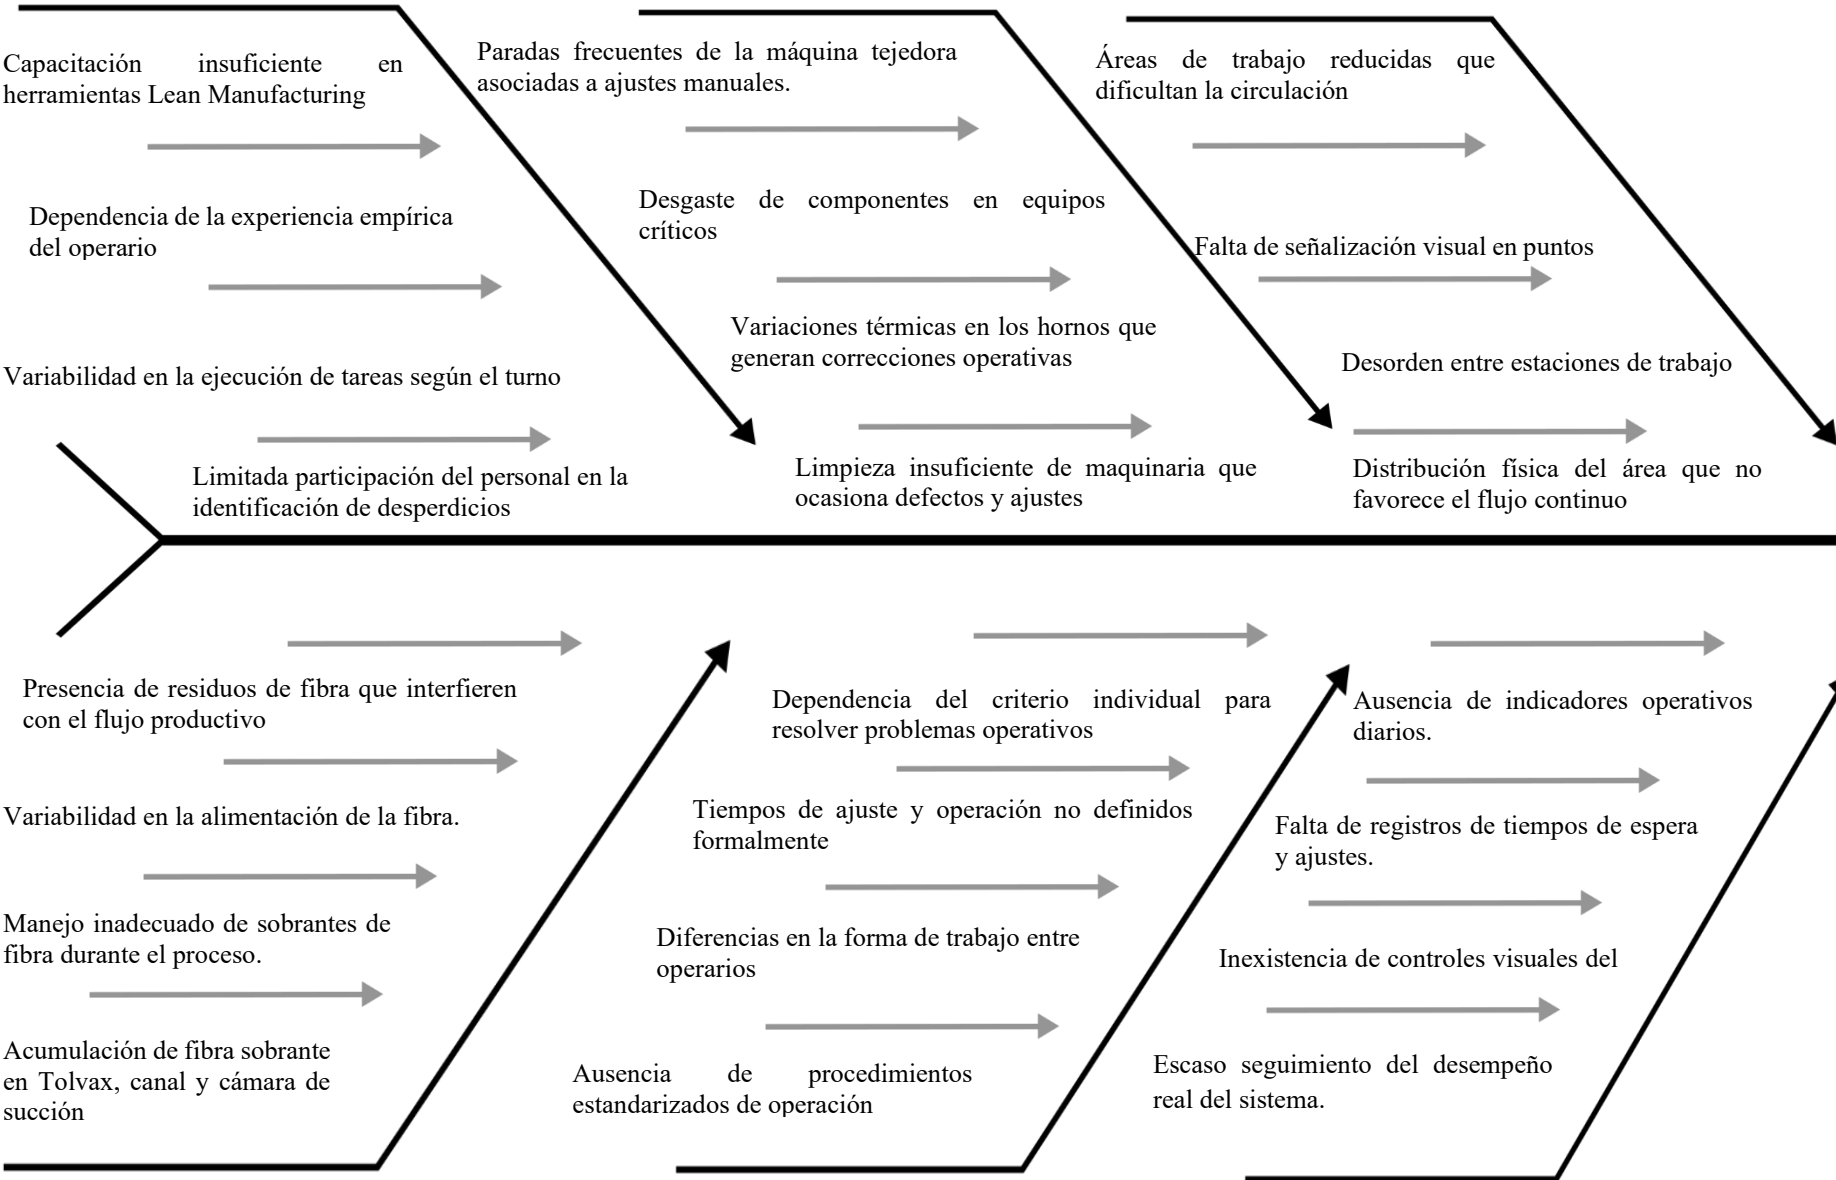 Capacitación insuficiente en
herramientas Lean Manufacturing
Dependencia de la experiencia empírica
del operario
Variabilidad en la ejecución de tareas según el turno
Limitada participación del personal en la
identificación de desperdicios
Paradas frecuentes de la máquina tejedora
asociadas a ajustes manuales.
Desgaste de componentes en equipos
críticos
Variaciones térmicas en los hornos que
generan correcciones operativas
Limpieza insuficiente de maquinaria que
ocasiona defectos y ajustes
Áreas de trabajo reducidas que
dificultan la circulación
Falta de señalización visual en puntos
Desorden entre estaciones de trabajo
Distribución física del área que no
favorece el flujo continuo
Presencia de residuos de fibra que interfieren
con el flujo productivo
Variabilidad en la alimentación de la fibra.
Manejo inadecuado de sobrantes de
fibra durante el proceso.
Acumulación de fibra sobrante
en Tolvax, canal y cámara de
succión
Dependencia del criterio individual para
resolver problemas operativos
Tiempos de ajuste y operación no definidos
formalmente
Diferencias en la forma de trabajo entre
operarios
Ausencia de procedimientos
estandarizados de operación
Ausencia de indicadores operativos
diarios.
Falta de registros de tiempos de espera
y ajustes.
Inexistencia de controles visuales del
Escaso seguimiento del desempeño
real del sistema.